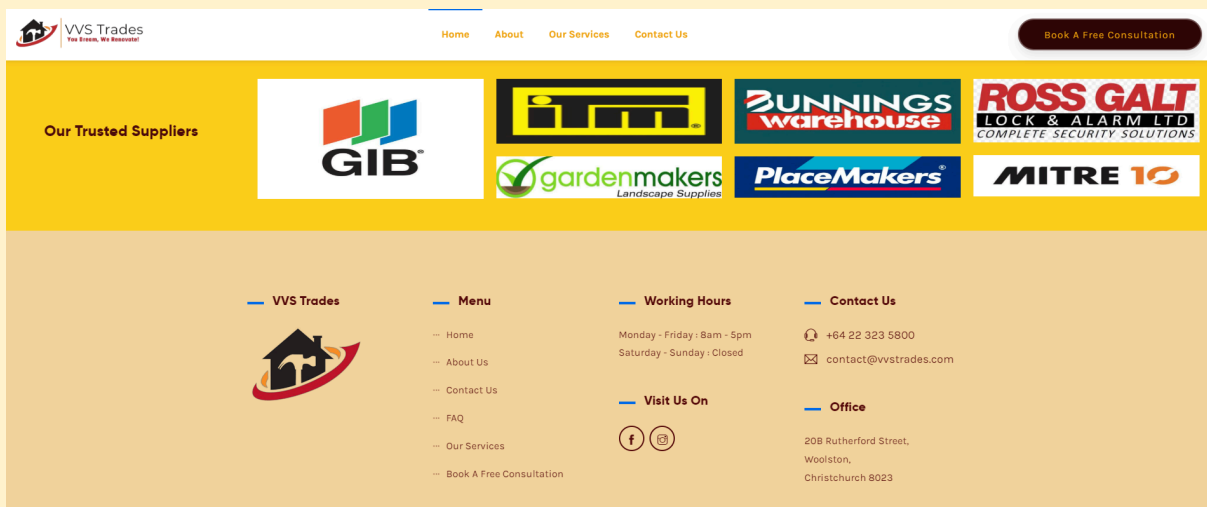 VVS Trades
You Dream, We Renovate!
Home
About
Our Services
Contact Us
Book A Free Consultation
Our Trusted Suppliers
GIB®
itm®
BUNNINGS
warehouse
ROSS GALT
LOCK & ALARM LTD
COMPLETE SECURITY SOLUTIONS
gardenmakers
Landscape Supplies
PlaceMakers®
MITRE 10
VVS Trades
Menu
Home
About Us
Contact Us
FAQ
Our Services
Book A Free Consultation
Working Hours
Monday - Friday : 8am - 5pm
Saturday - Sunday : Closed
Visit Us On
Contact Us
+64 22 323 5800
contact@vvstrades.com
Office
20B Rutherford Street,
Woolston,
Christchurch 8023